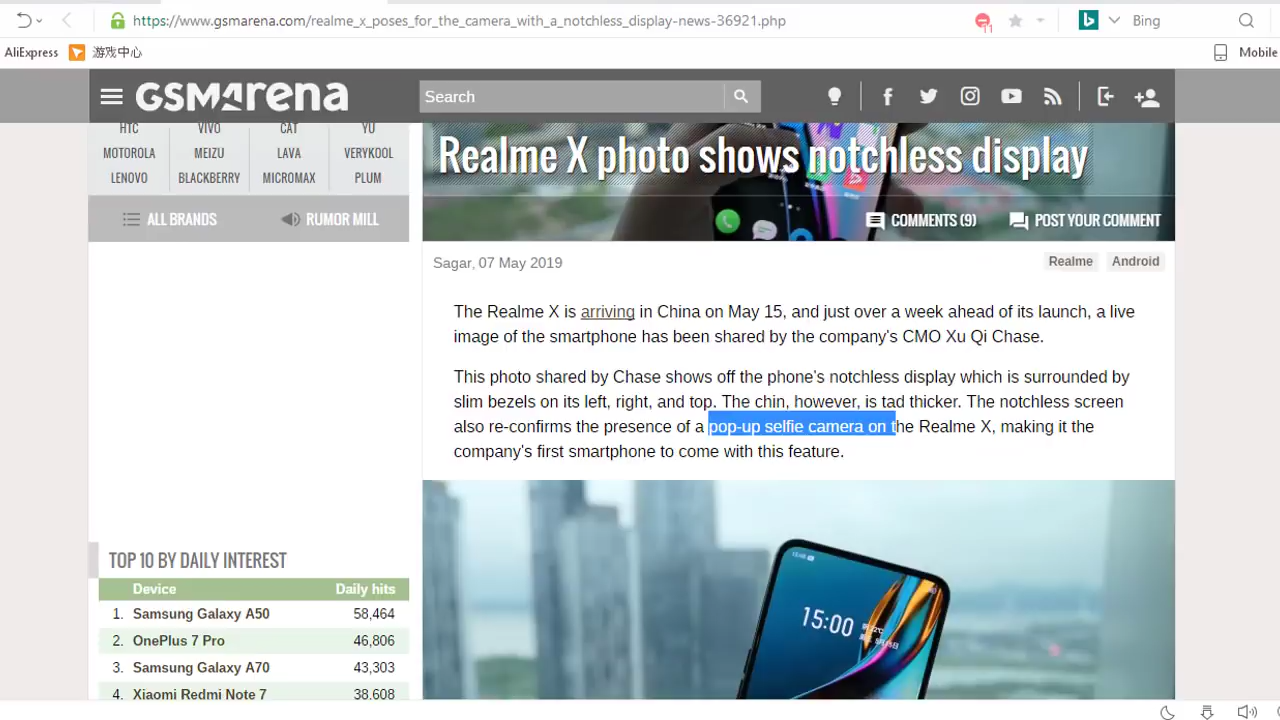 https://www.gsmarena.com/realme_x_poses_for_the_camera_with_a_notchless_display-news-36921.php
11
Bing
AliExpress 游戏中心
Mobile
GSMarena
Search
HTC VIVO CAT YU
MOTOROLA MEIZU LAVA VERYKOOL
LENOVO BLACKBERRY MICROMAX PLUM
ALL BRANDS RUMOR MILL
Realme X photo shows notchless display
COMMENTS (9) POST YOUR COMMENT
Sagar, 07 May 2019
Realme Android
The Realme X is arriving in China on May 15, and just over a week ahead of its launch, a live
image of the smartphone has been shared by the company's CMO Xu Qi Chase.
This photo shared by Chase shows off the phone's notchless display which is surrounded by
slim bezels on its left, right, and top. The chin, however, is tad thicker. The notchless screen
also re-confirms the presence of a pop-up selfie camera on the Realme X, making it the
company's first smartphone to come with this feature.
15:00
TOP 10 BY DAILY INTEREST
Device Daily hits
1. Samsung Galaxy A50 58,464
2. OnePlus 7 Pro 46,806
3. Samsung Galaxy A70 43,303
4. Xiaomi Redmi Note 7 38,608